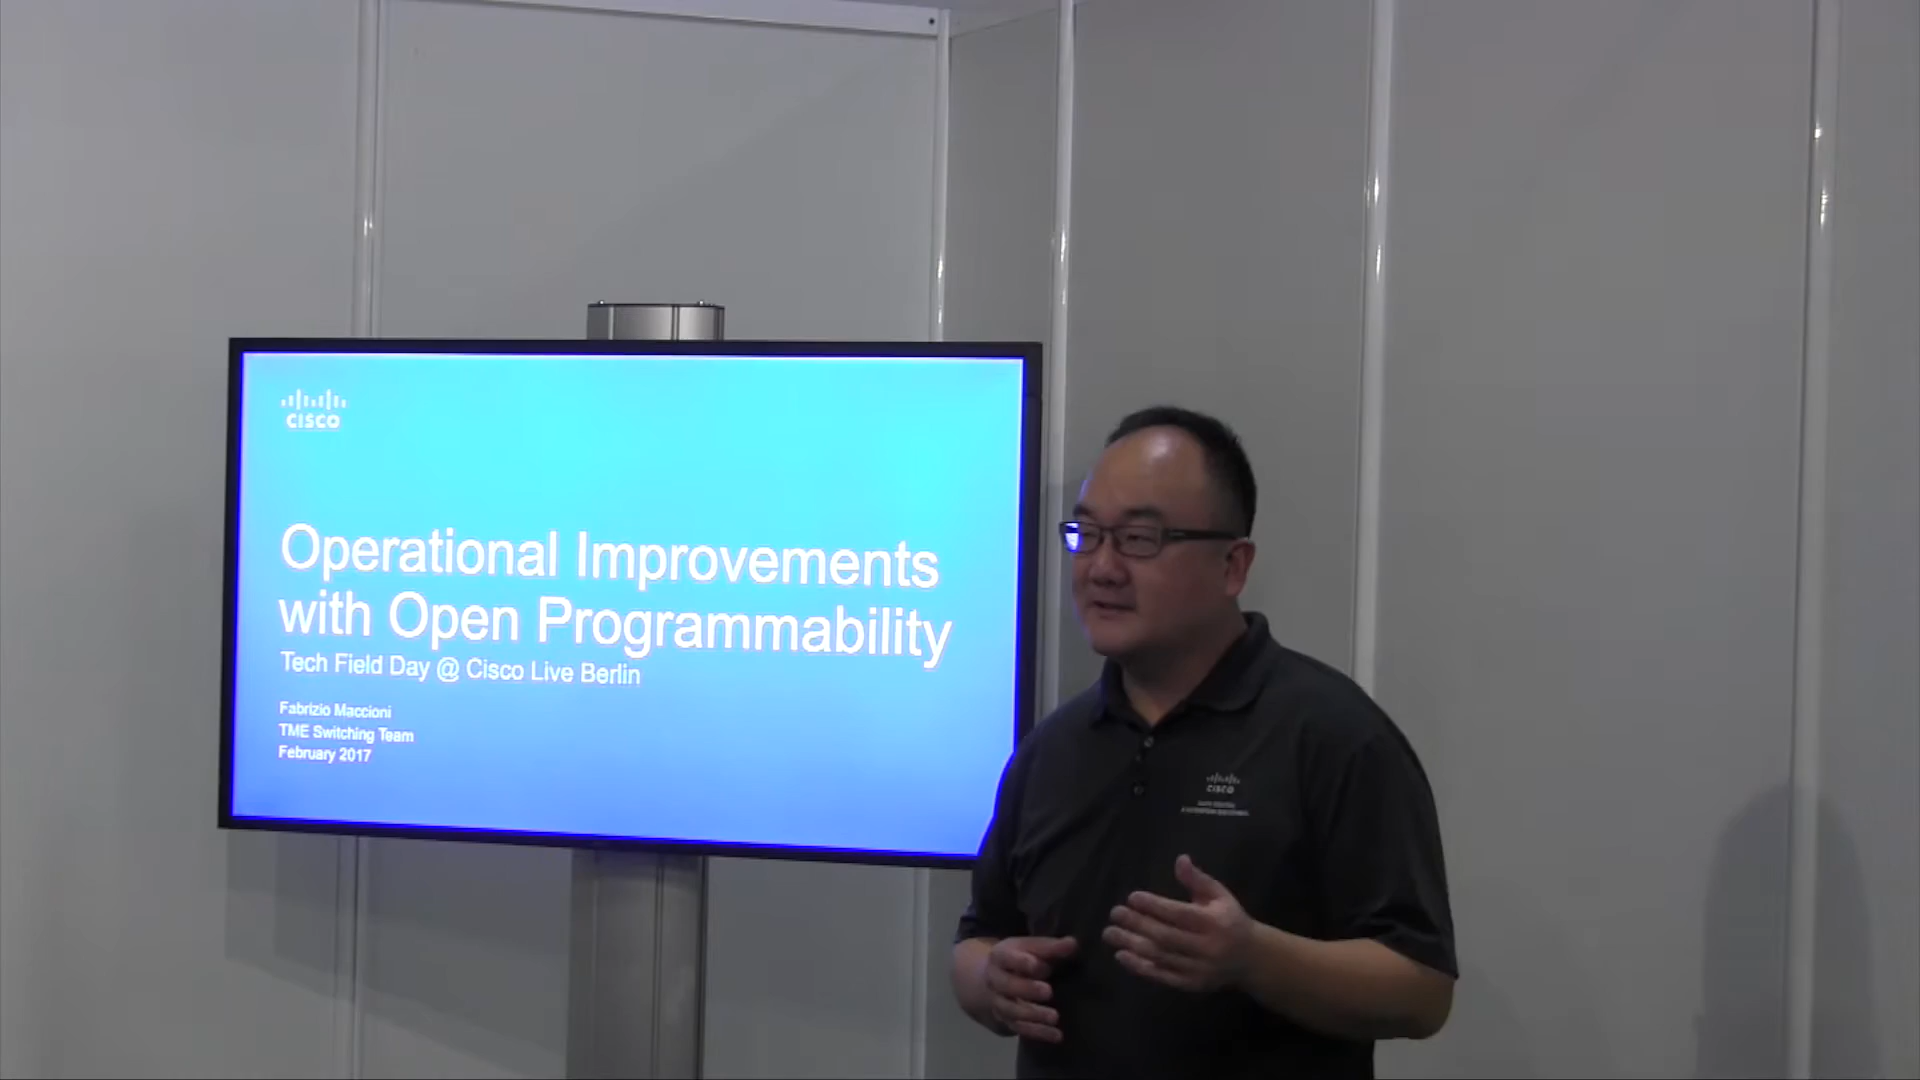 CISCO
Operational Improvements
with Open Programmability
Tech Field Day @ Cisco Live Berlin
Fabrizio Maccioni
TME Switching Team
February 2017
CISCO